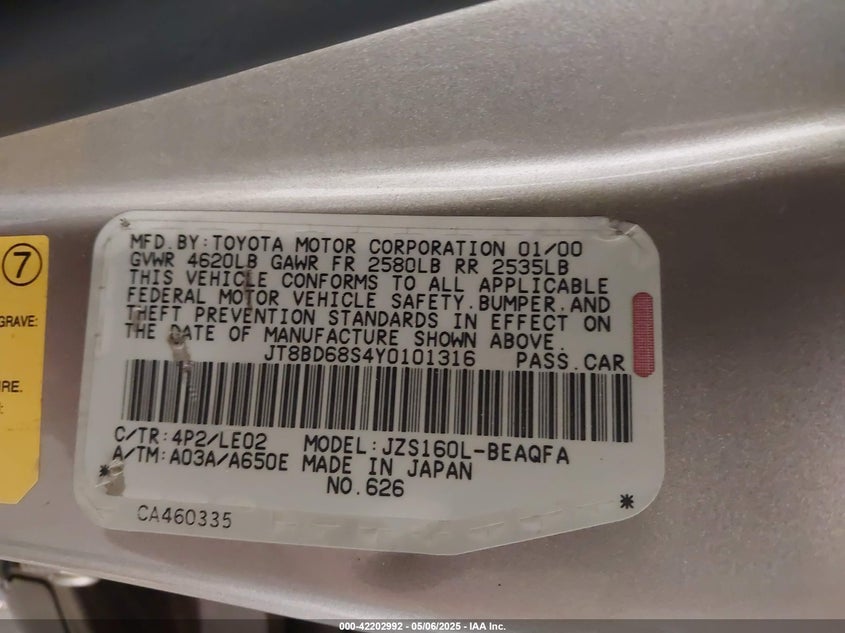 7
GRAVE:
MFD.BY:TOYOTA MOTOR CORPORATION 01/00
GVWR 4620LB GAWR FR 2580LB RR 2535LB
THIS VEHICLE CONFORMS TO ALL APPLICABLE
FEDERAL MOTOR VEHICLE SAFETY.BUMPER.AND
THEFT PREVENTION STANDARDS IN EFFECT ON
THE DATE OF MANUFACTURE SHOWN ABOVE.
JT8BD68S4Y0101316 PASS.CAR
C/TR:4P2/LE02 MODEL:JZS160L-BEAQFA
A/TM:A03A/A650E MADE IN JAPAN
* NO.626 *
CA460335
000-42202992 - 05/06/2025 - IAA Inc.